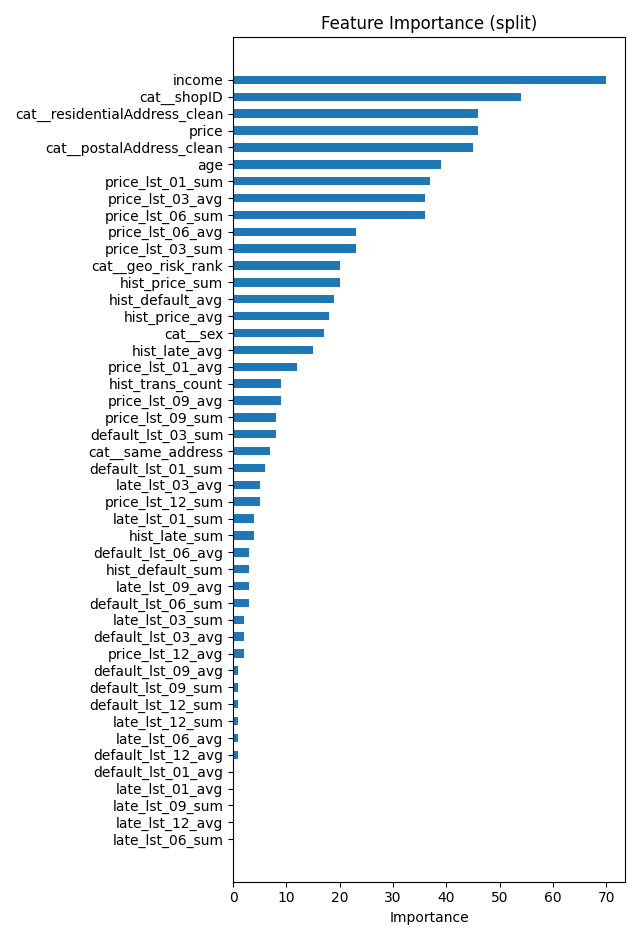 Feature Importance (split)
income
cat__shopID
cat__residentialAddress_clean
price
cat__postalAddress_clean
age
price_lst_01_sum
price_lst_03_avg
price_lst_06_sum
price_lst_06_avg
price_lst_03_sum
cat__geo_risk_rank
hist_price_sum
hist_default_avg
hist_price_avg
cat__sex
hist_late_avg
price_lst_01_avg
hist_trans_count
price_lst_09_avg
price_lst_09_sum
default_lst_03_sum
cat__same_address
default_lst_01_sum
late_lst_03_avg
price_lst_12_sum
late_lst_01_sum
hist_late_sum
default_lst_06_avg
hist_default_sum
late_lst_09_avg
default_lst_06_sum
late_lst_03_sum
default_lst_03_avg
price_lst_12_avg
default_lst_09_avg
default_lst_09_sum
default_lst_12_sum
late_lst_12_sum
late_lst_06_avg
default_lst_12_avg
default_lst_01_avg
late_lst_01_avg
late_lst_09_sum
late_lst_12_avg
late_lst_06_sum
0 10 20 30 40 50 60 70
Importance